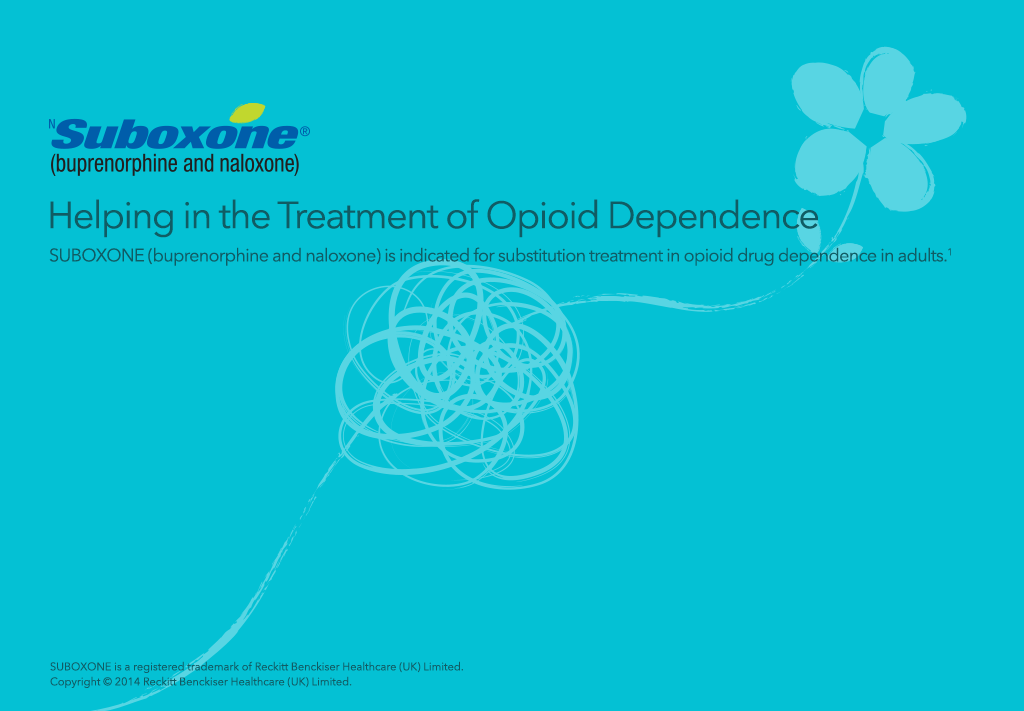 N Suboxone®
(buprenorphine and naloxone)
Helping in the Treatment of Opioid Dependence
SUBOXONE (buprenorphine and naloxone) is indicated for substitution treatment in opioid drug dependence in adults.¹
SUBOXONE is a registered trademark of Reckitt Benckiser Healthcare (UK) Limited.
Copyright © 2014 Reckitt Benckiser Healthcare (UK) Limited.